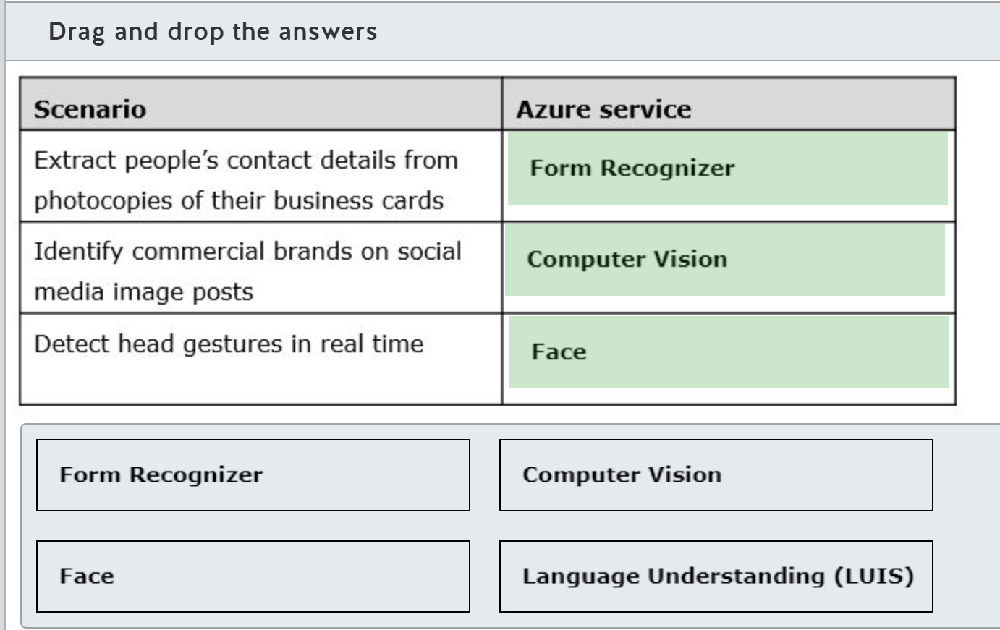 Drag and drop the answers
Scenario
Azure service
Extract people's contact details from
photocopies of their business cards
Form Recognizer
Identify commercial brands on social
media image posts
Computer Vision
Detect head gestures in real time
Face
Form Recognizer
Computer Vision
Face
Language Understanding (LUIS)